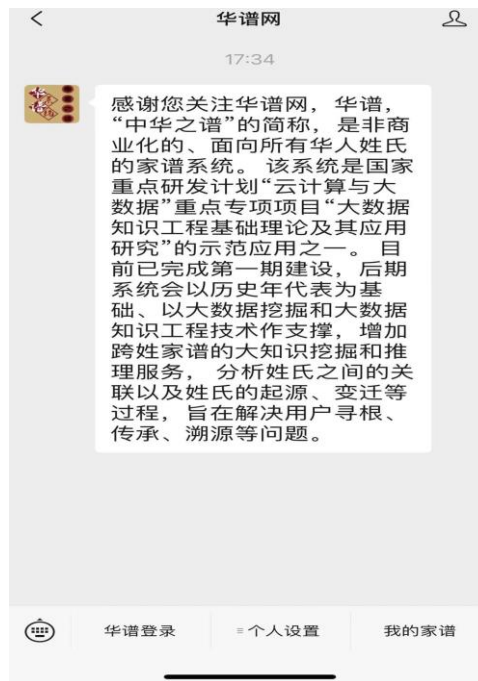 华谱网
17:34
感谢您关注华谱网，华谱，
“中华之谱”的简称，是非商
业化的、面向所有华人姓氏
的家谱系统。 该系统是国家
重点研发计划“云计算与大
数据”重点专项项目“大数据
知识工程基础理论及其应用
研究”的示范应用之一。 目
前已完成第一期建设，后期
系统会以历史年代表为基
础、以大数据挖掘和大数据
知识工程技术作支撑，增加
跨姓家谱的大知识挖掘和推
理服务， 分析姓氏之间的关
联以及姓氏的起源、变迁等
过程，旨在解决用户寻根、
传承、溯源等问题。
华谱登录 个人设置 我的家谱